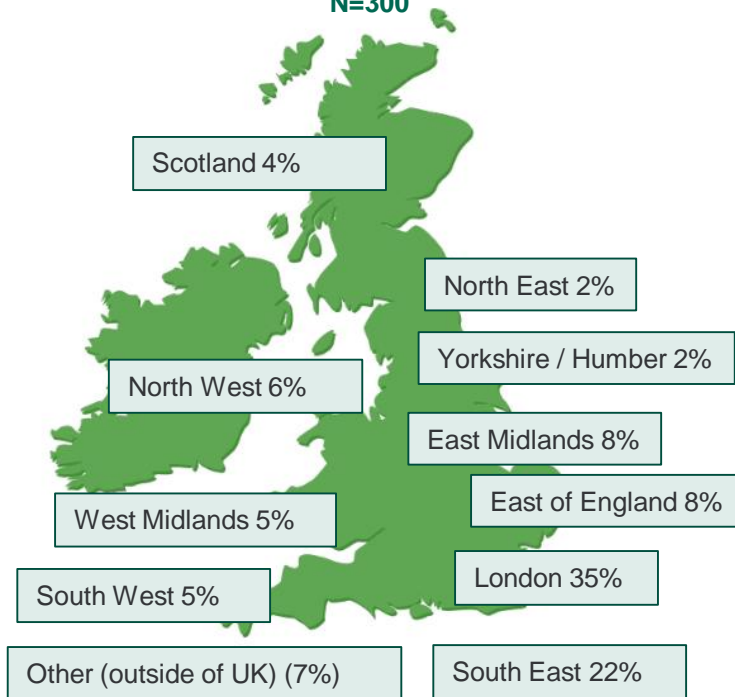 N=300
Scotland 4%
North East 2%
Yorkshire / Humber 2%
North West 6%
East Midlands 8%
East of England 8%
West Midlands 5%
London 35%
South West 5%
Other (outside of UK) (7%)
South East 22%